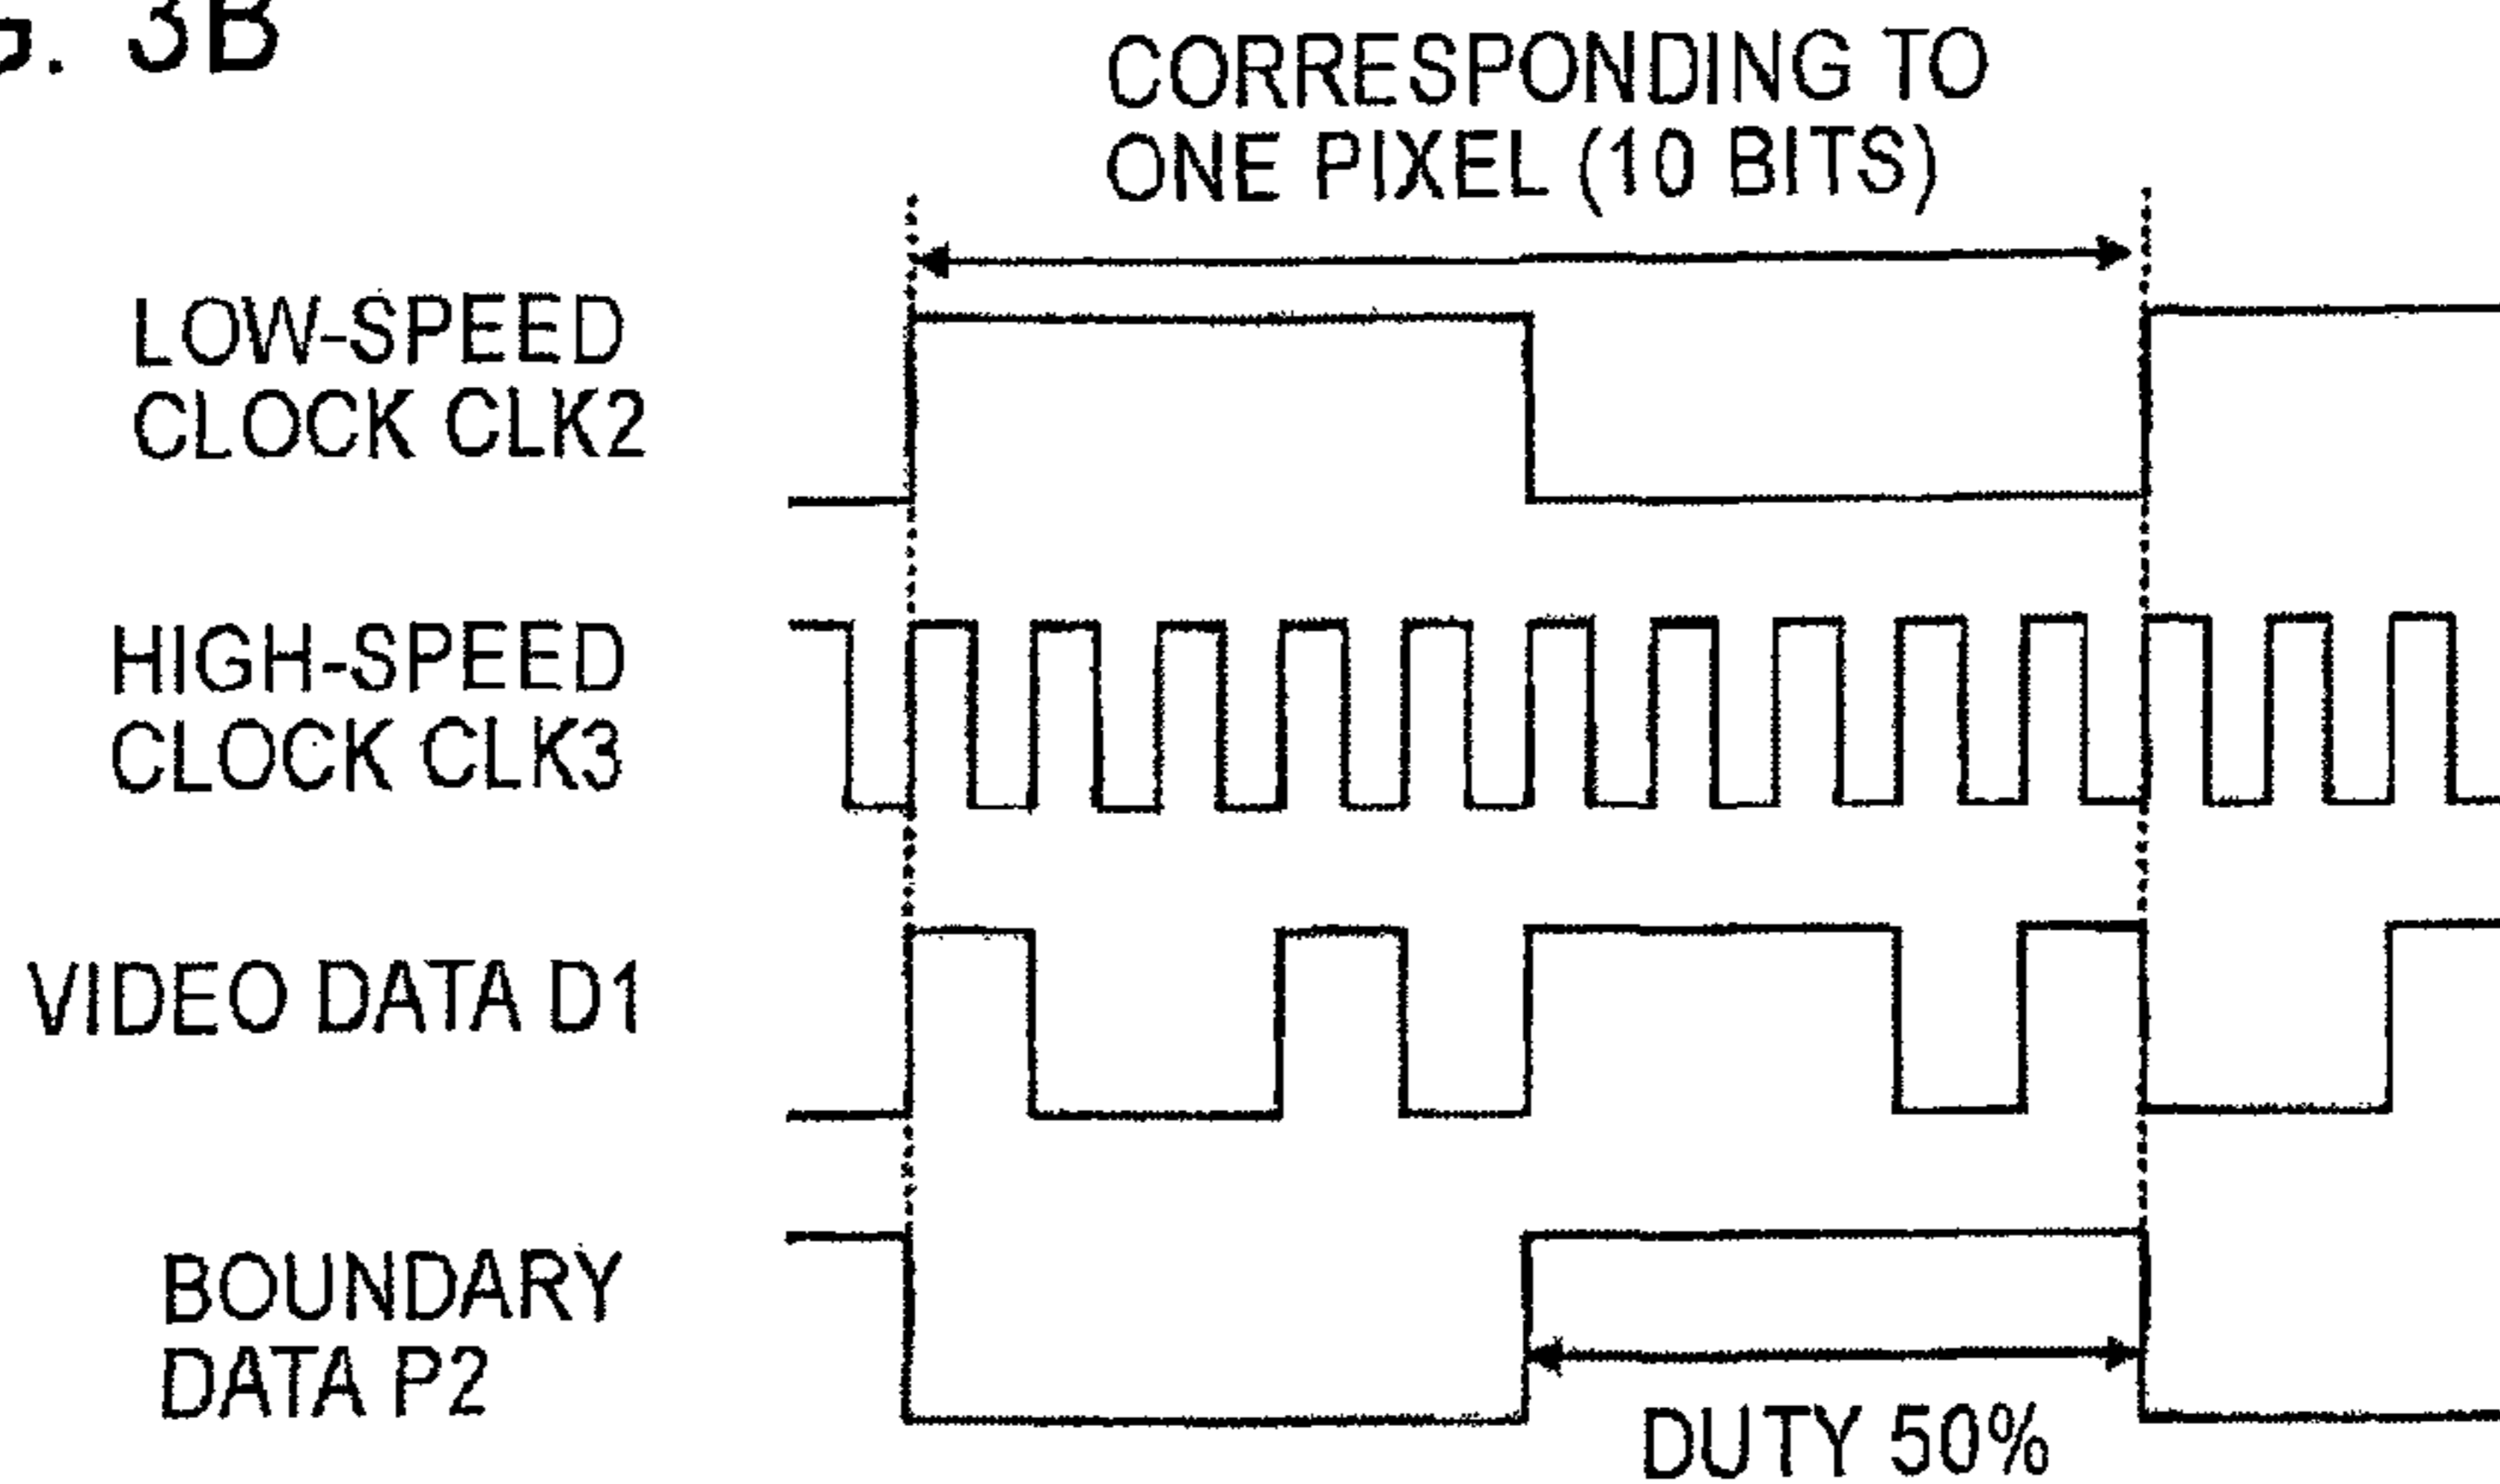 3B
CORRESPONDING TO
ONE PIXEL (10 BITS)
LOW-SPEED
CLOCK CLK2
HIGH-SPEED
CLOCK CLK3
VIDEO DATA D1
BOUNDARY
DATA P2
DUTY 50%